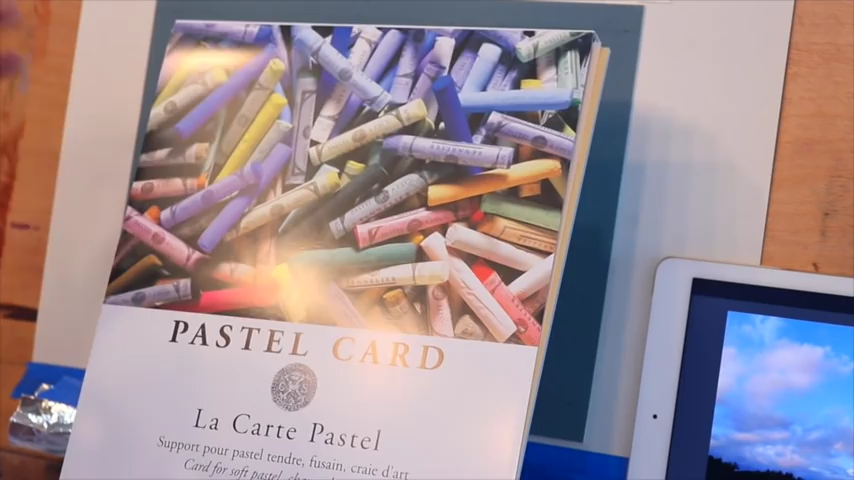 PASTEL CARD
La Carte Pastel
Support pour pastel tendre, fusain, craie d'art
Card for soft pastel,